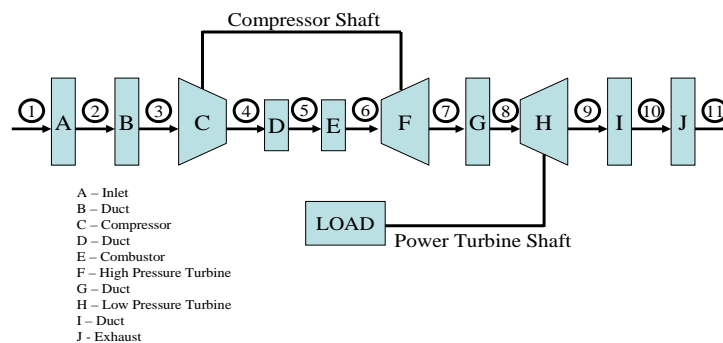 Compressor Shaft
1 2 3 4 5 6 7 8 9 10 11
A B C D E F G H I J
A – Inlet
B – Duct
C – Compressor
D – Duct
E – Combustor
F – High Pressure Turbine
G – Duct
H – Low Pressure Turbine
I – Duct
J - Exhaust
LOAD
Power Turbine Shaft